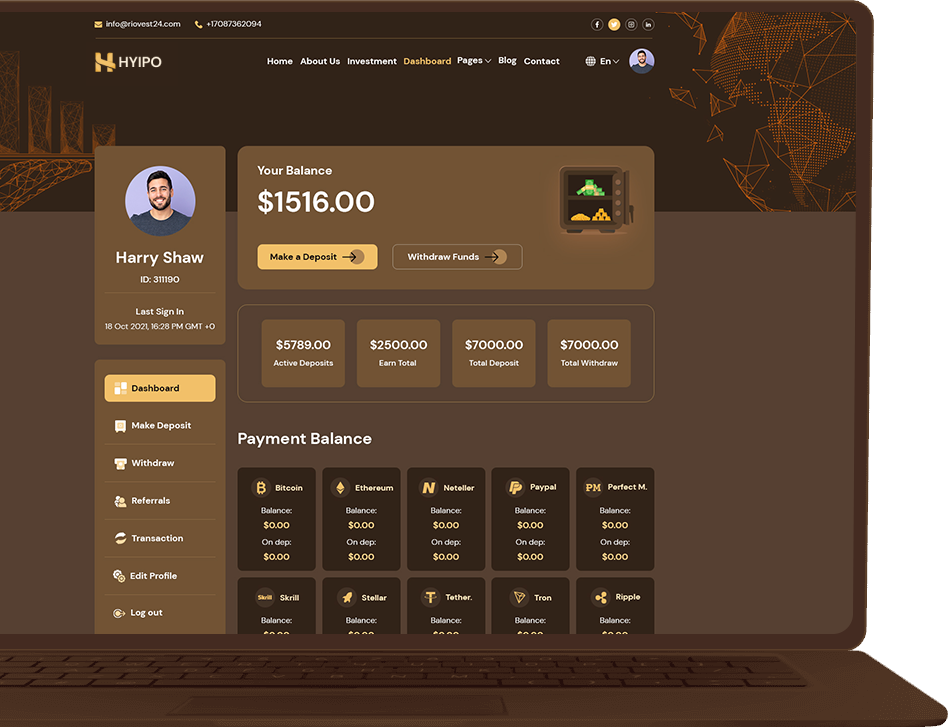 info@riovest24.com +17087362094
HYIPO
Home About Us Investment Dashboard Pages Blog Contact En
Harry Shaw
ID: 311190
Last Sign In
18 Oct 2021, 16:28 PM GMT +0
Dashboard
Make Deposit
Withdraw
Referrals
Transaction
Edit Profile
Log out
Your Balance
$1516.00
Make a Deposit Withdraw Funds
$5789.00 $2500.00 $7000.00 $7000.00
Active Deposits Earn Total Total Deposit Total Withdraw
Payment Balance
Bitcoin Ethereum Neteller Paypal PM Perfect M.
Balance: Balance: Balance: Balance: Balance:
$0.00 $0.00 $0.00 $0.00 $0.00
On dep: On dep: On dep: On dep: On dep:
$0.00 $0.00 $0.00 $0.00 $0.00
Skrill Skrill Stellar Tether. Tron Ripple
Balance: Balance: Balance: Balance: Balance: